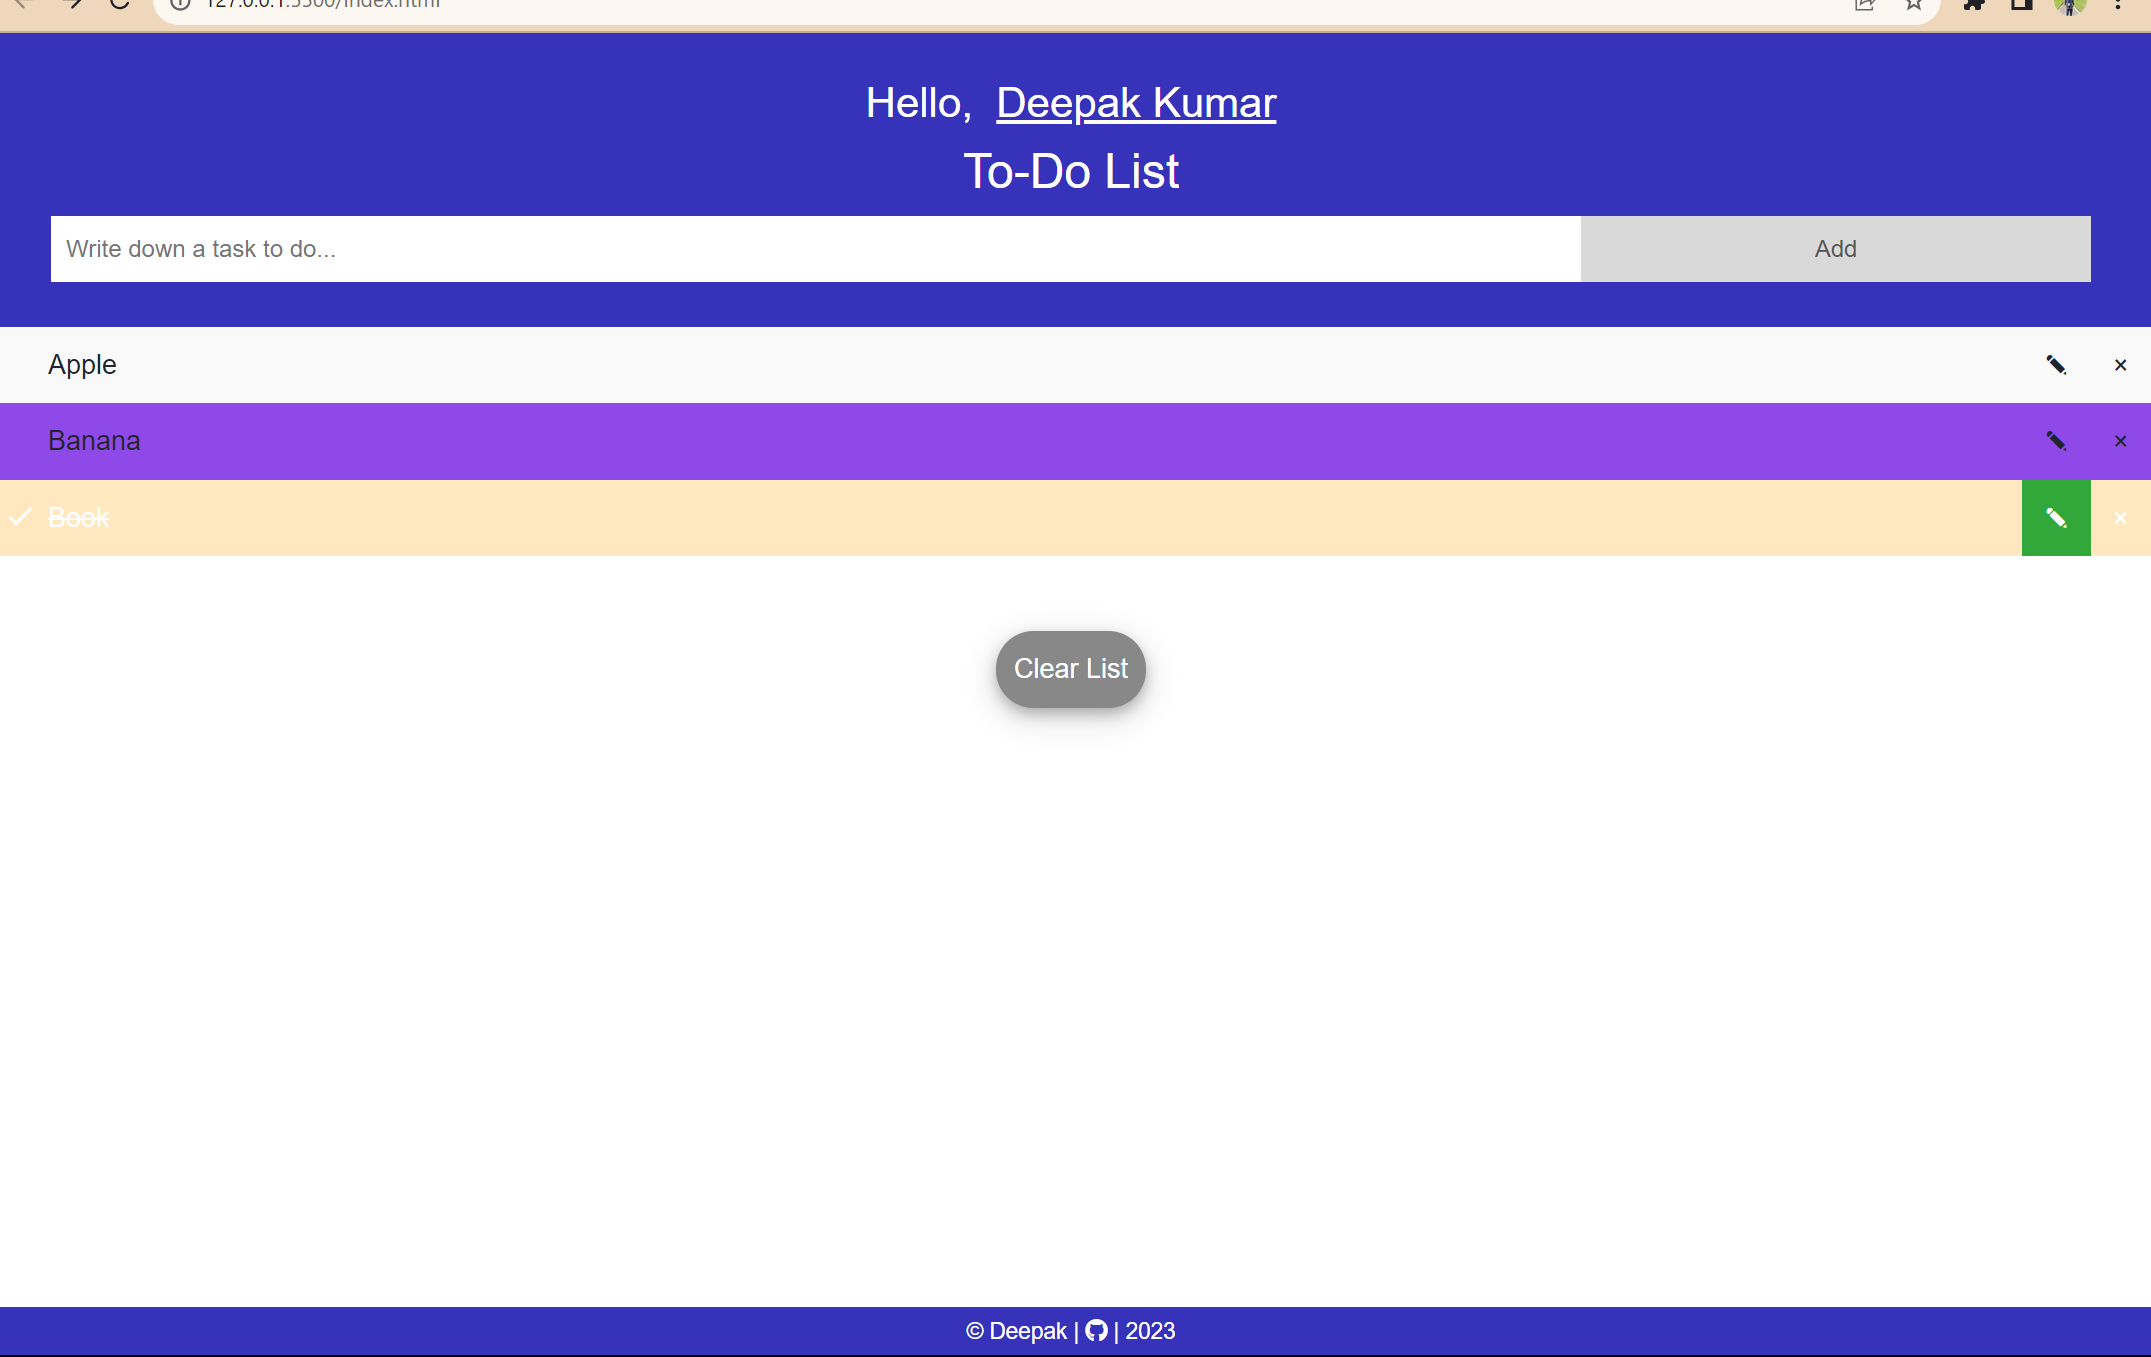 127.0.0.1:5500/index.html
Hello, Deepak Kumar
To-Do List
Write down a task to do...
Add
Apple
Banana
Book
Clear List
© Deepak | | 2023